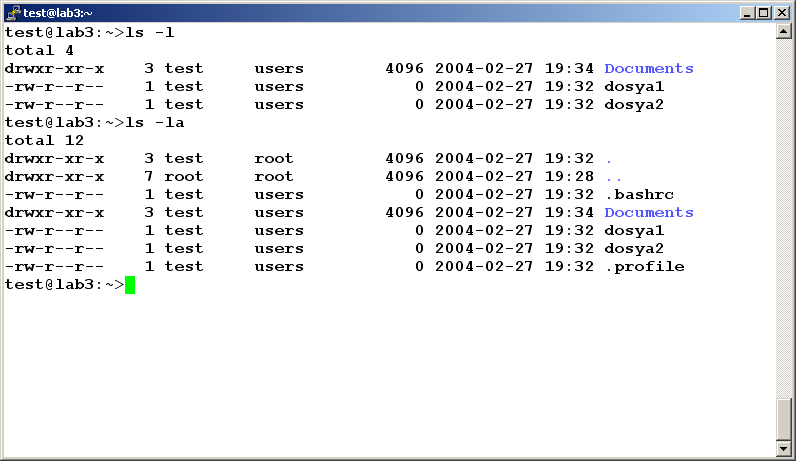 test@lab3:~
test@lab3:~>ls -l
total 4
drwxr-xr-x    3 test     users        4096 2004-02-27 19:34 Documents
-rw-r--r--    1 test     users           0 2004-02-27 19:32 dosya1
-rw-r--r--    1 test     users           0 2004-02-27 19:32 dosya2
test@lab3:~>ls -la
total 12
drwxr-xr-x    3 test     root         4096 2004-02-27 19:32 .
drwxr-xr-x    7 root     root         4096 2004-02-27 19:28 ..
-rw-r--r--    1 test     users           0 2004-02-27 19:32 .bashrc
drwxr-xr-x    3 test     users        4096 2004-02-27 19:34 Documents
-rw-r--r--    1 test     users           0 2004-02-27 19:32 dosya1
-rw-r--r--    1 test     users           0 2004-02-27 19:32 dosya2
-rw-r--r--    1 test     users           0 2004-02-27 19:32 .profile
test@lab3:~>